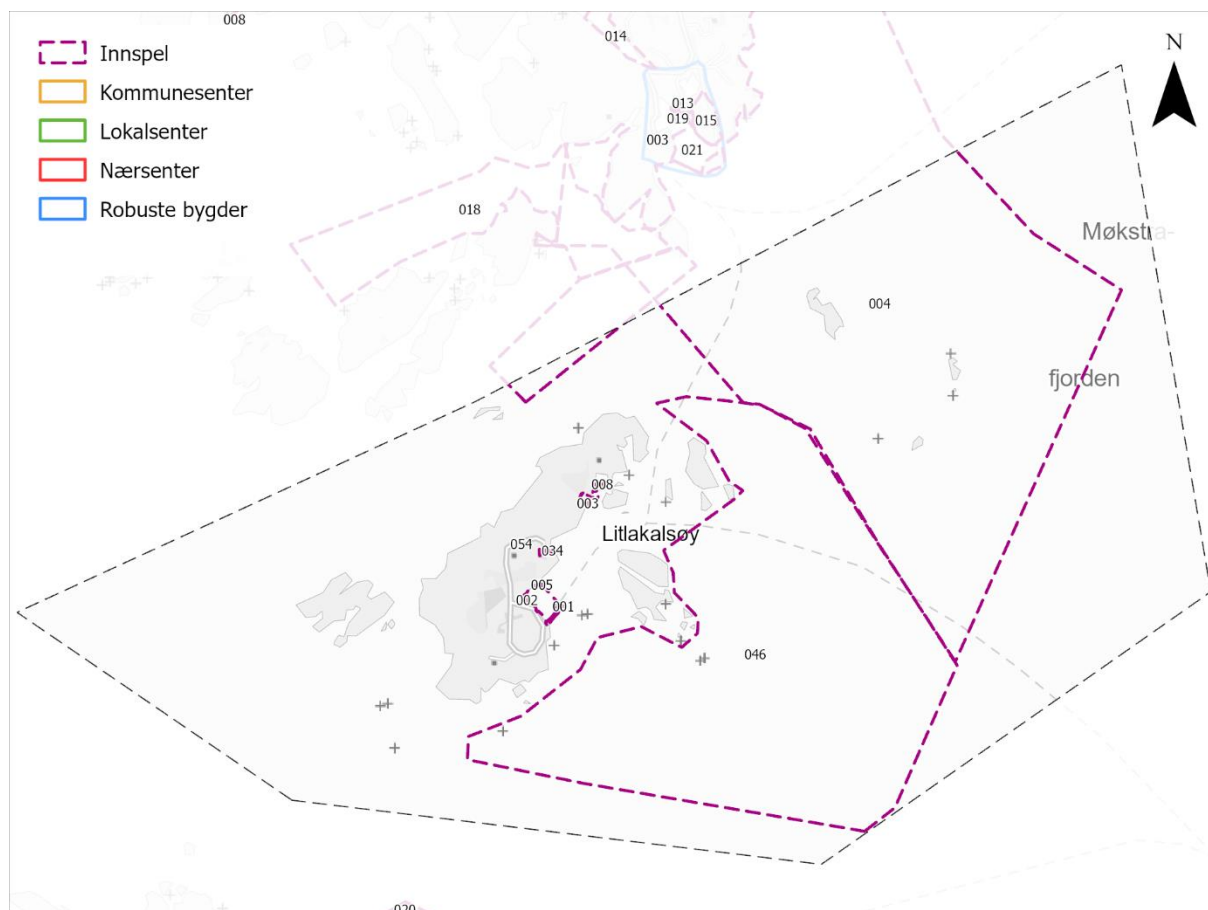 008
Innspel
Kommunesenter
Lokalsenter
Nærsenter
Robuste bygder
014
N
013
019
015
003
021
018
Møkstra-
004
fjorden
008
003
Litlakalsøy
054
034
005
002
001
046
020